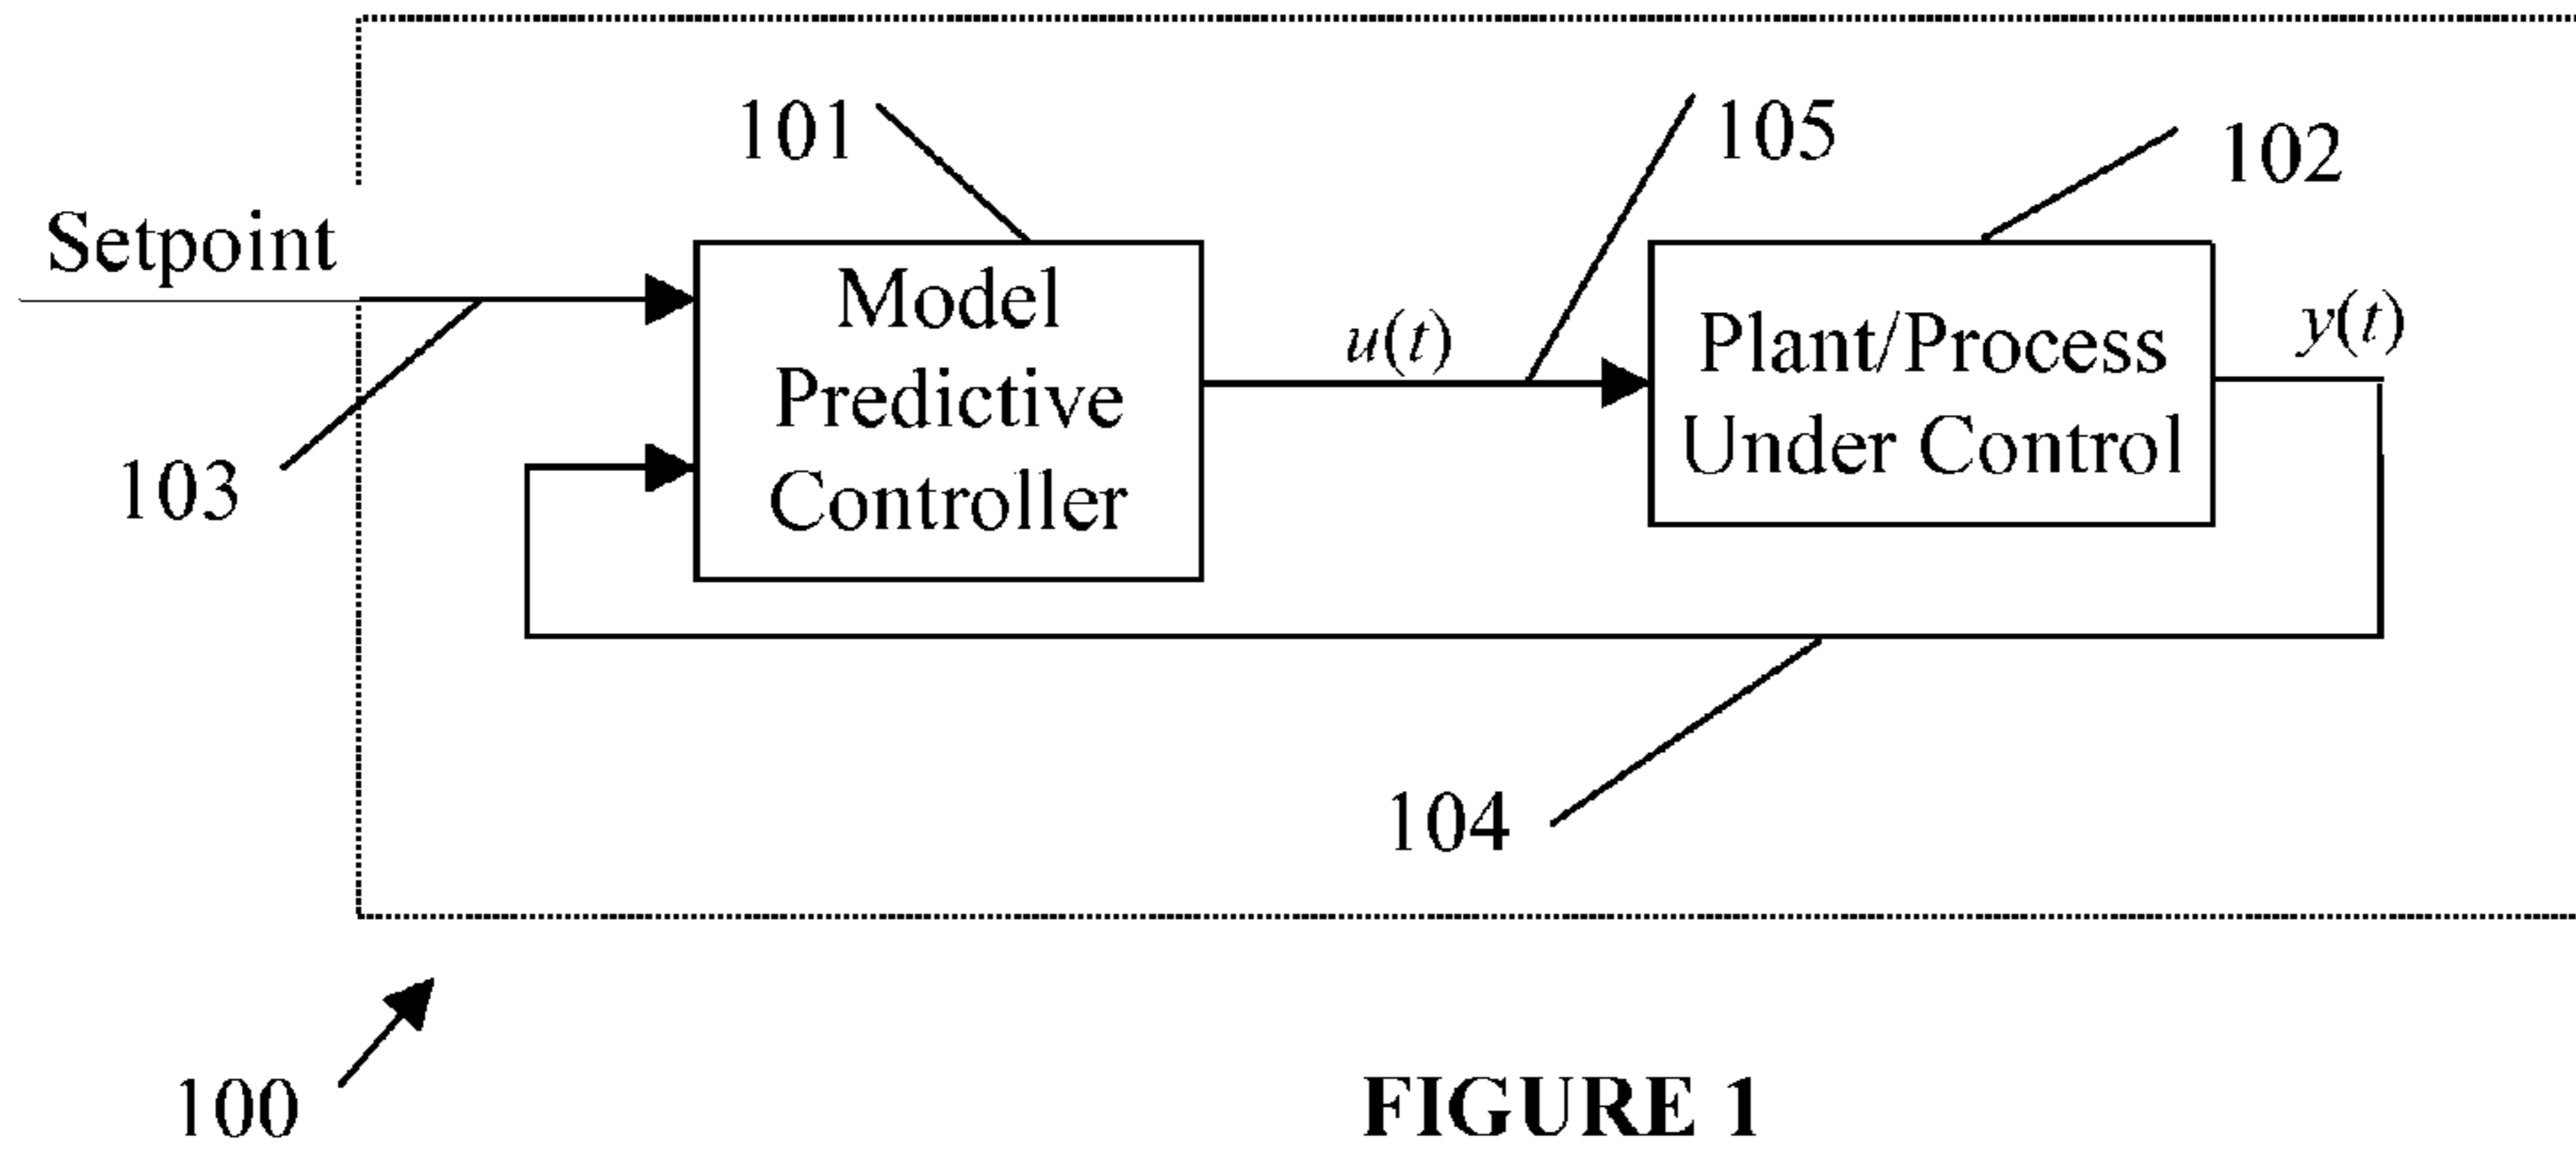 101
105
102
Setpoint
Model
Predictive
Controller
u(t)
Plant/Process
Under Control
y(t)
103
104
100
FIGURE 1